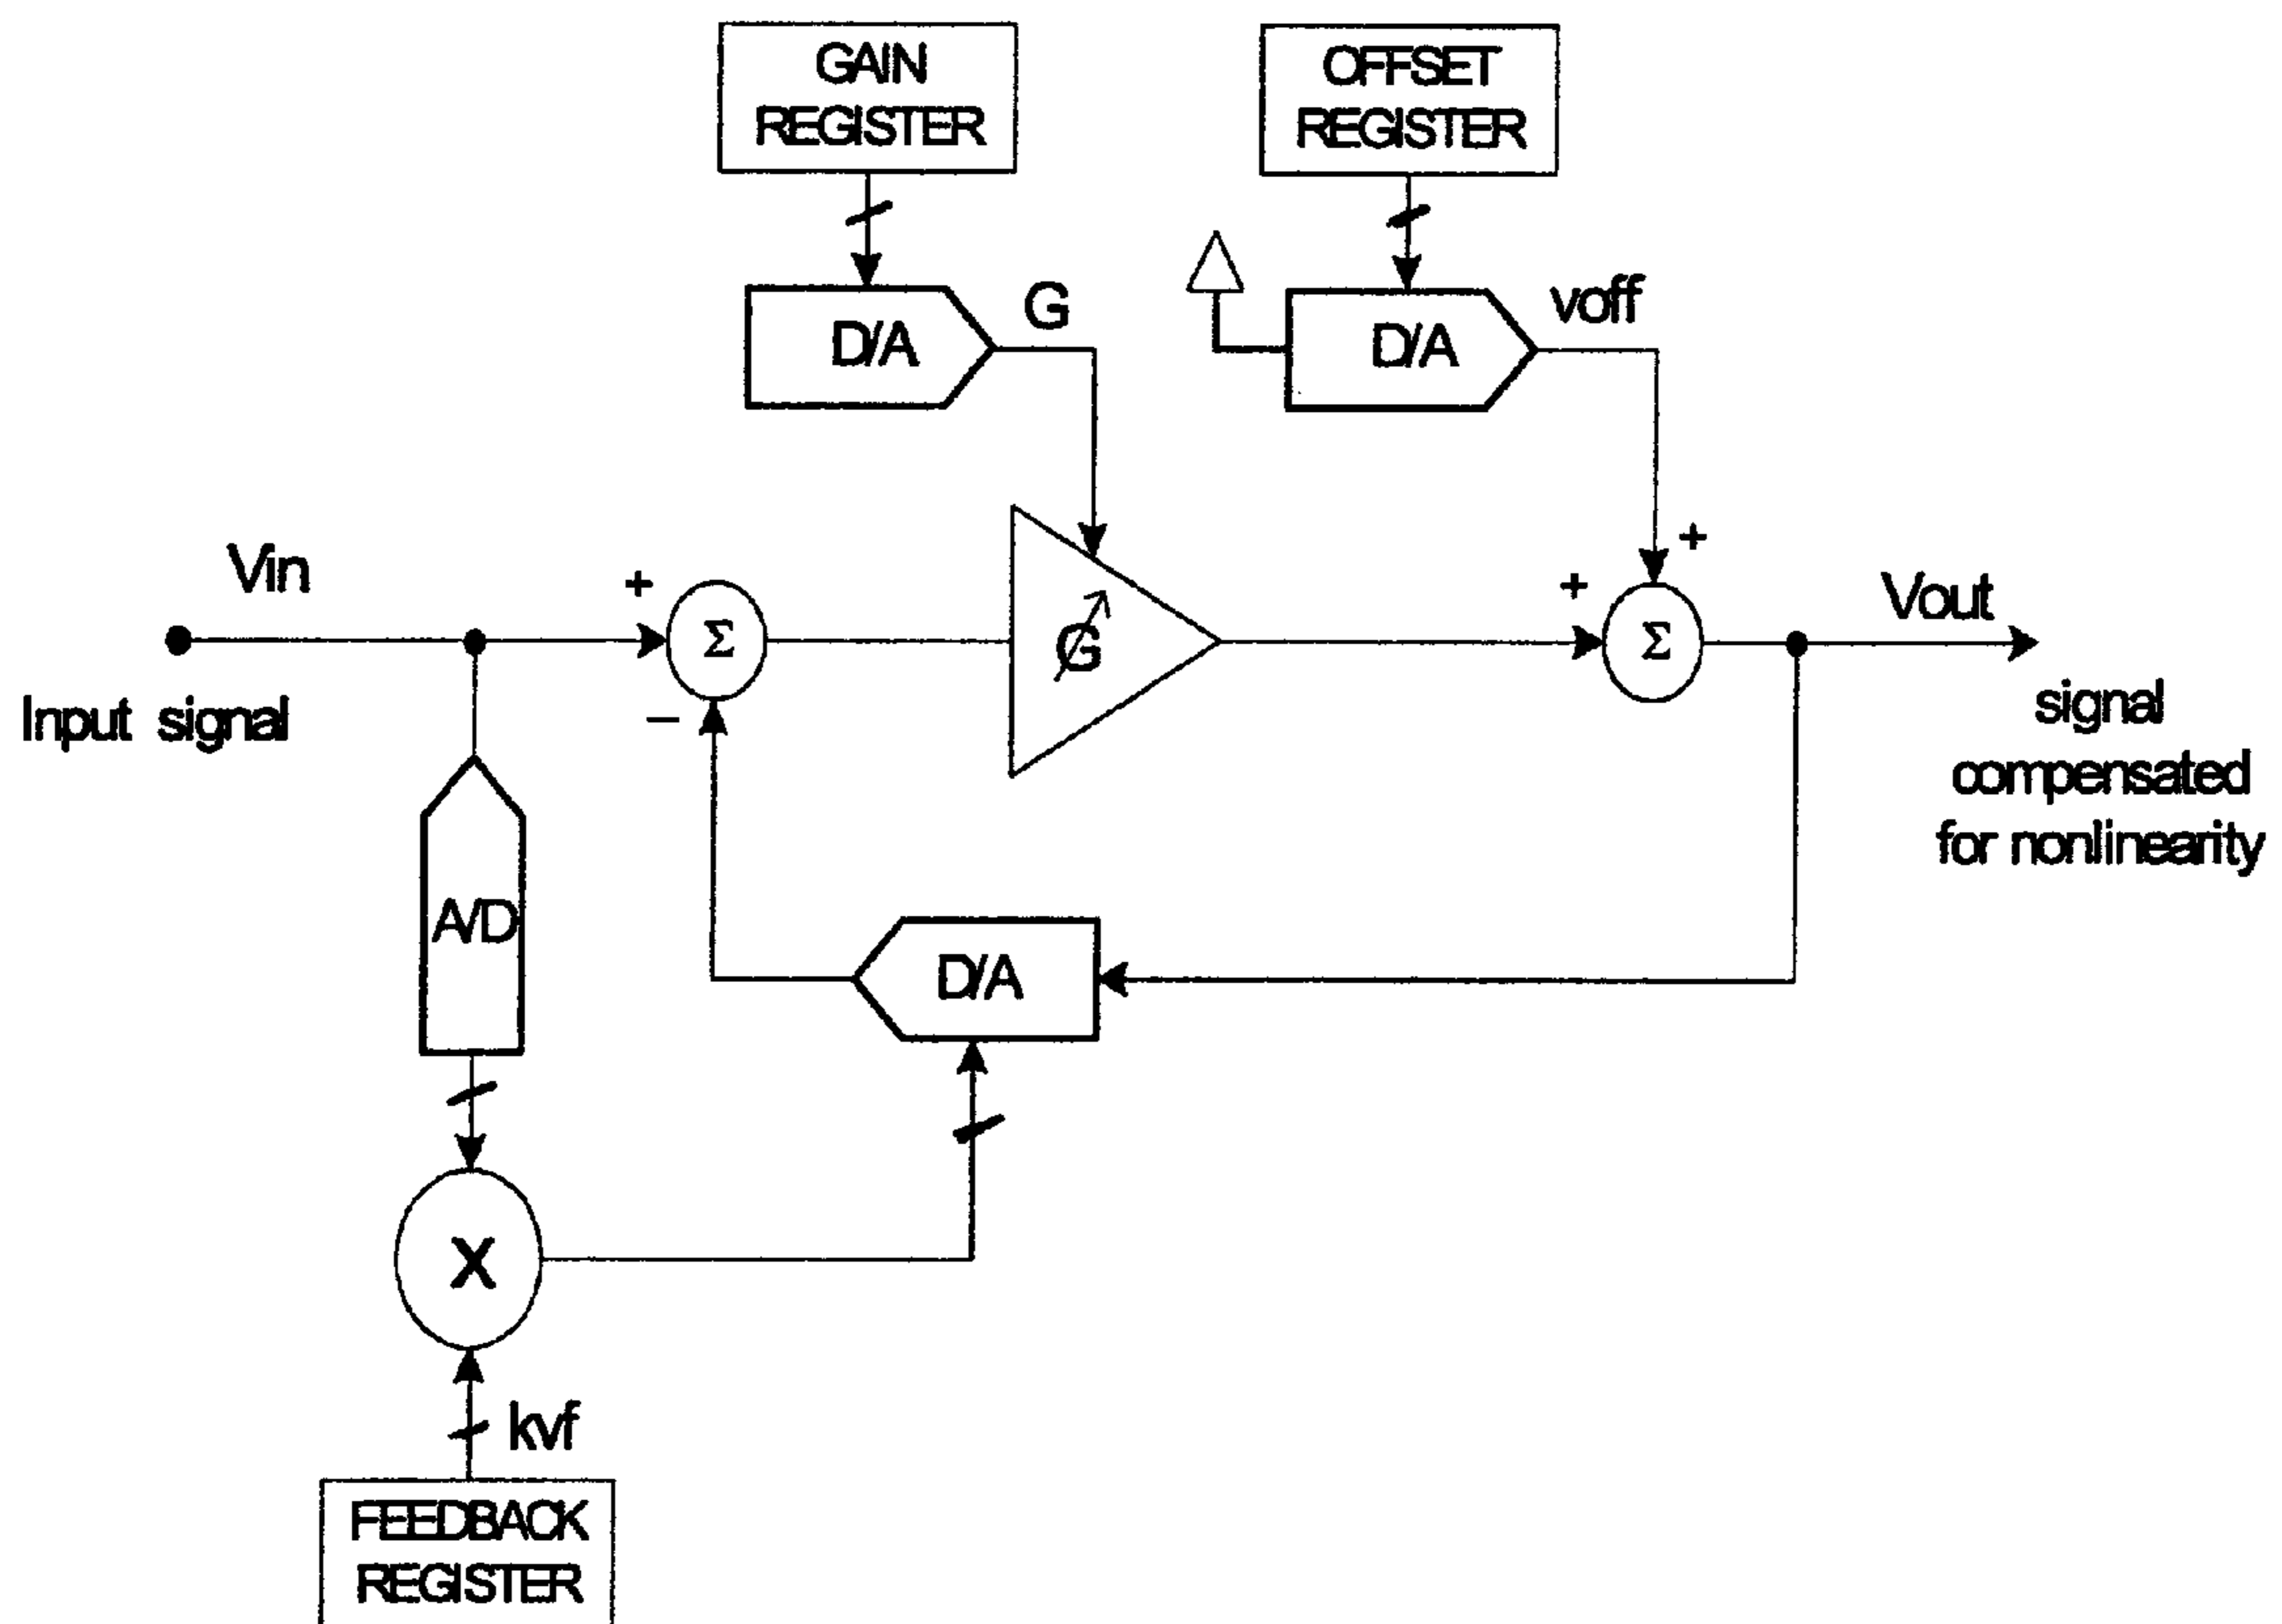 GAIN
REGISTER
OFFSET
REGISTER
D/A
G
D/A
voff
Vin
+
Σ
G
+
+
Σ
Vout
Input signal
−
signal
compensated
for nonlinearity
A/D
D/A
X
kvf
FEEDBACK
REGISTER